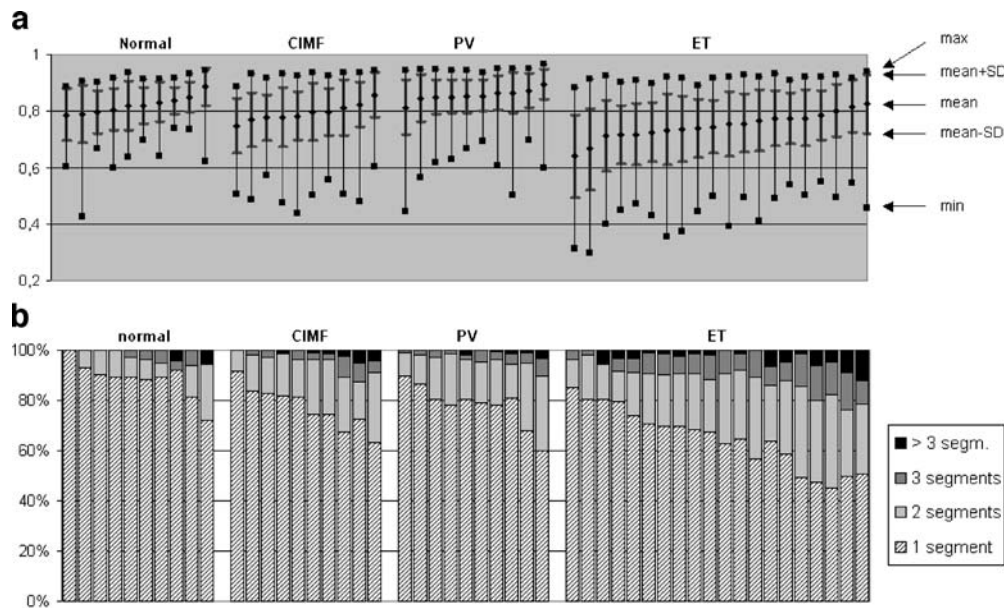 a
Normal CIMF PV ET
max
mean+SD
mean
mean-SD
min
1
0,8
0,6
0,4
0,2
b
normal CIMF PV ET
100%
80%
60%
40%
20%
0%
> 3 segm.
3 segments
2 segments
1 segment